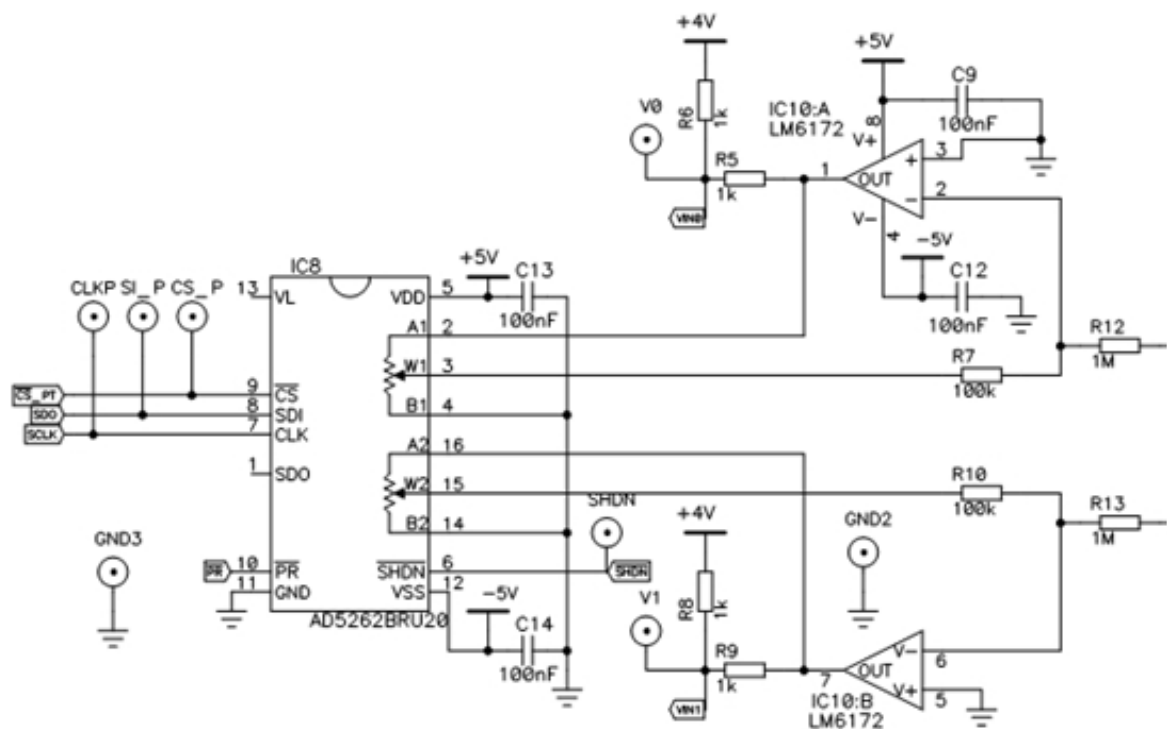 +4V
+5V
C9
100nF
V0
R6
1k
IC10:A
LM6172
8
V+
3
+
OUT
1
R5
1k
2
-
V-
4
VIN0
-5V
C12
100nF
IC8
+5V
C13
100nF
CLKP SI_P CS_P
13 VL
VDD 5
A1 2
R12
1M
W1 3
R7
100k
CS_PT
9 CS
B1 4
SDO
8 SDI
SCLK
7 CLK
A2 16
1 SDO
W2 15
R10
100k
SHDN
R13
1M
B2 14
+4V
GND2
GND3
PR
10 PR
SHDN 6
SHDN
11 GND
VSS 12
-5V
V1
R8
1k
AD5262BRU20
C14
100nF
R9
1k
7
OUT
V-
6
V+
5
VIN1
IC10:B
LM6172